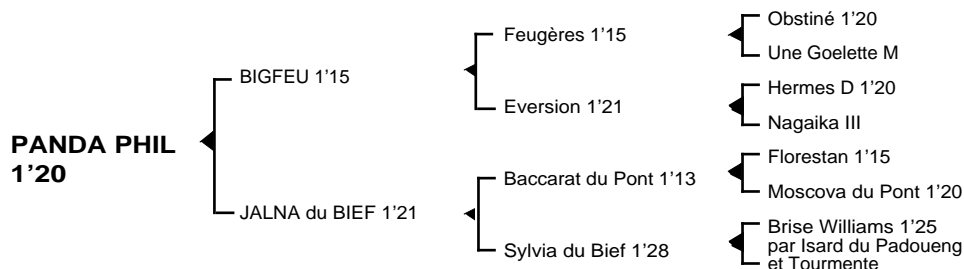 Obstiné 1'20
Feugères 1'15
Une Goelette M
BIGFEU 1'15
Hermes D 1'20
Eversion 1'21
Nagaika III
PANDA PHIL
1'20
Florestan 1'15
Baccarat du Pont 1'13
Moscova du Pont 1'20
JALNA du BIEF 1'21
Brise Williams 1'25
par Isard du Padoueng
Sylvia du Bief 1'28
et Tourmente